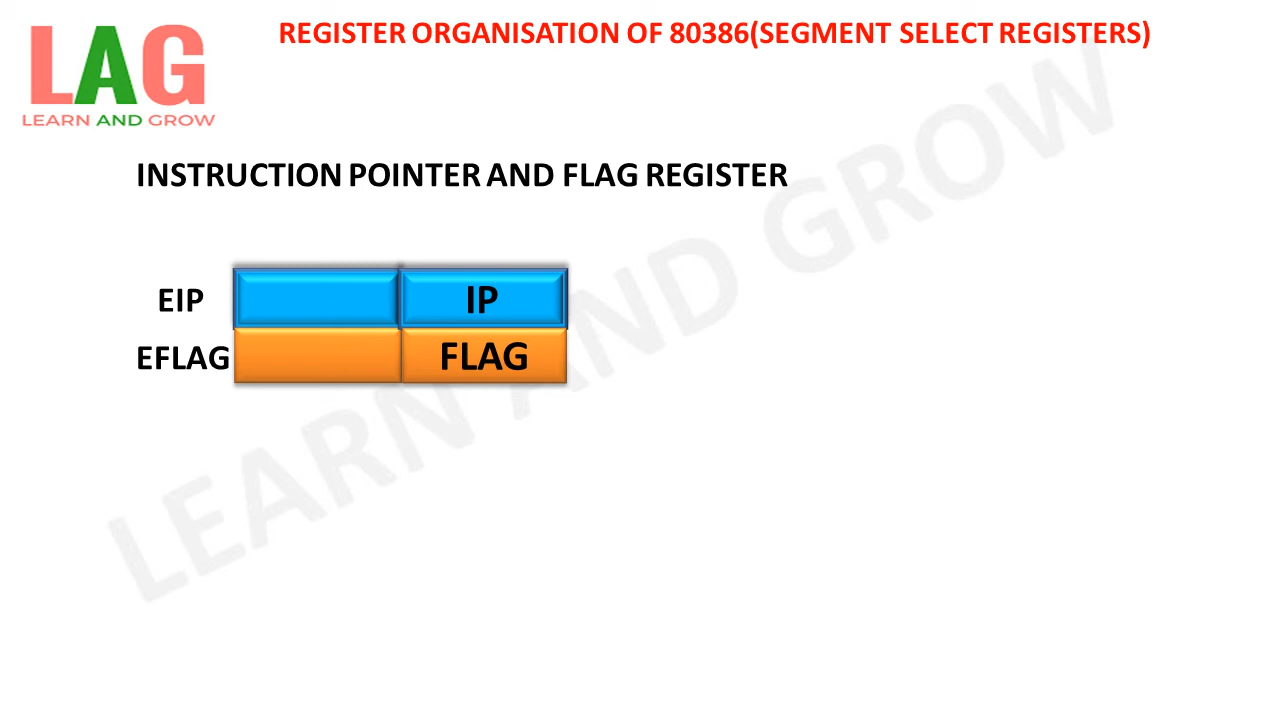 LAG
LEARN AND GROW
REGISTER ORGANISATION OF 80386(SEGMENT SELECT REGISTERS)
INSTRUCTION POINTER AND FLAG REGISTER
EIP IP
EFLAG FLAG
LEARN AND GROW